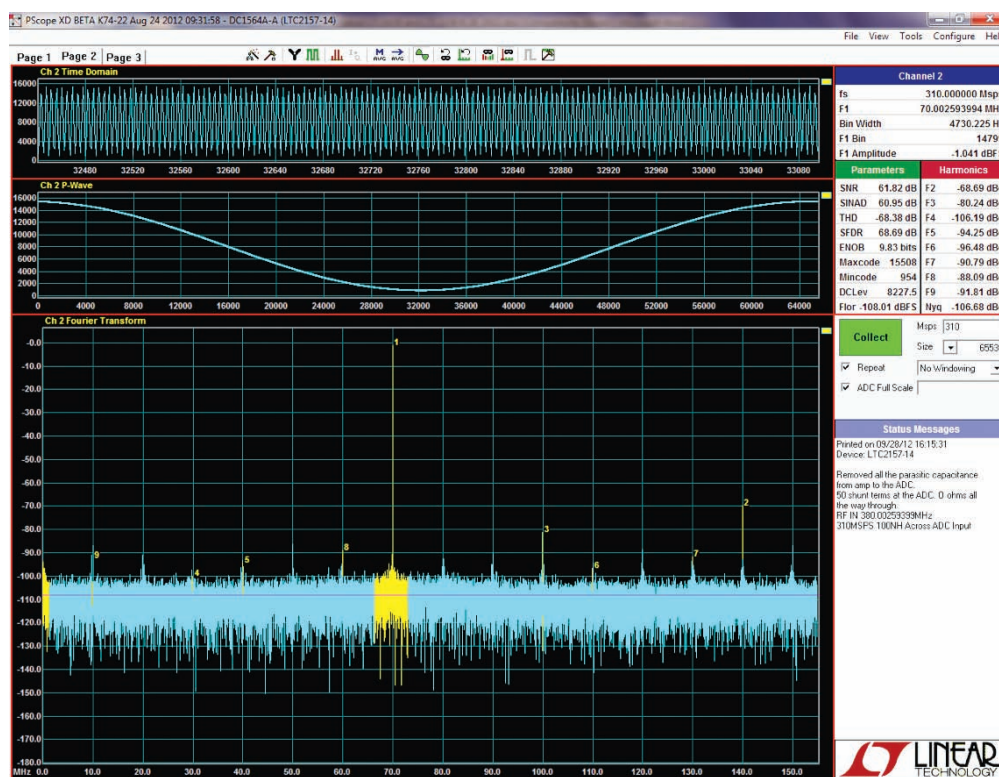 PScope XD BETA K74-22 Aug 24 2012 09:31:58 - DC1564A-A (LTC2157-14)
File View Tools Configure Hel
Page 1 Page 2 Page 3
Ch 2 Time Domain
16000
12000
8000
4000
0
32480 32520 32560 32600 32640 32680 32720 32760 32800 32840 32880 32920 32960 33000 33040 33080
Ch 2 P-Wave
16000
14000
12000
10000
8000
6000
4000
2000
0
0 4000 8000 12000 16000 20000 24000 28000 32000 36000 40000 44000 48000 52000 56000 60000 64000
Ch 2 Fourier Transform
-0.0
-10.0
-20.0
-30.0
-40.0
-50.0
-60.0
-70.0
-80.0
-90.0
-100.0
-110.0
-120.0
-130.0
-140.0
-150.0
-160.0
-170.0
-180.0
1
2
3
4
5
6
7
8
9
MHz 0.0 10.0 20.0 30.0 40.0 50.0 60.0 70.0 80.0 90.0 100.0 110.0 120.0 130.0 140.0 150.0
Channel 2
fs 310.000000 Msps
F1 70.002593994 MH
Bin Width 4730.225 H
F1 Bin 1479
F1 Amplitude -1.041 dBF
Parameters Harmonics
SNR 61.82 dB F2 -68.69 dB
SINAD 60.95 dB F3 -80.24 dB
THD -68.38 dB F4 -106.19 dB
SFDR 68.69 dB F5 -94.25 dB
ENOB 9.83 bits F6 -96.48 dB
Maxcode 15508 F7 -90.79 dB
Mincode 954 F8 -88.09 dB
DCLev 8227.5 F9 -91.81 dB
Flor -108.01 dBFS Nyq -106.68 dB
Collect
Msps 310
Size 6553
Repeat No Windowing
ADC Full Scale
Status Messages
Printed on 09/28/12 16:15:31
Device: LTC2157-14
Removed all the parasitic capacitance
from amp to the ADC.
50 shunt terms at the ADC. 0 ohms all
the way through.
RF IN 380.00259399MHz
310MSPS 100NH Across ADC Input
LINEAR
TECHNOLOGY